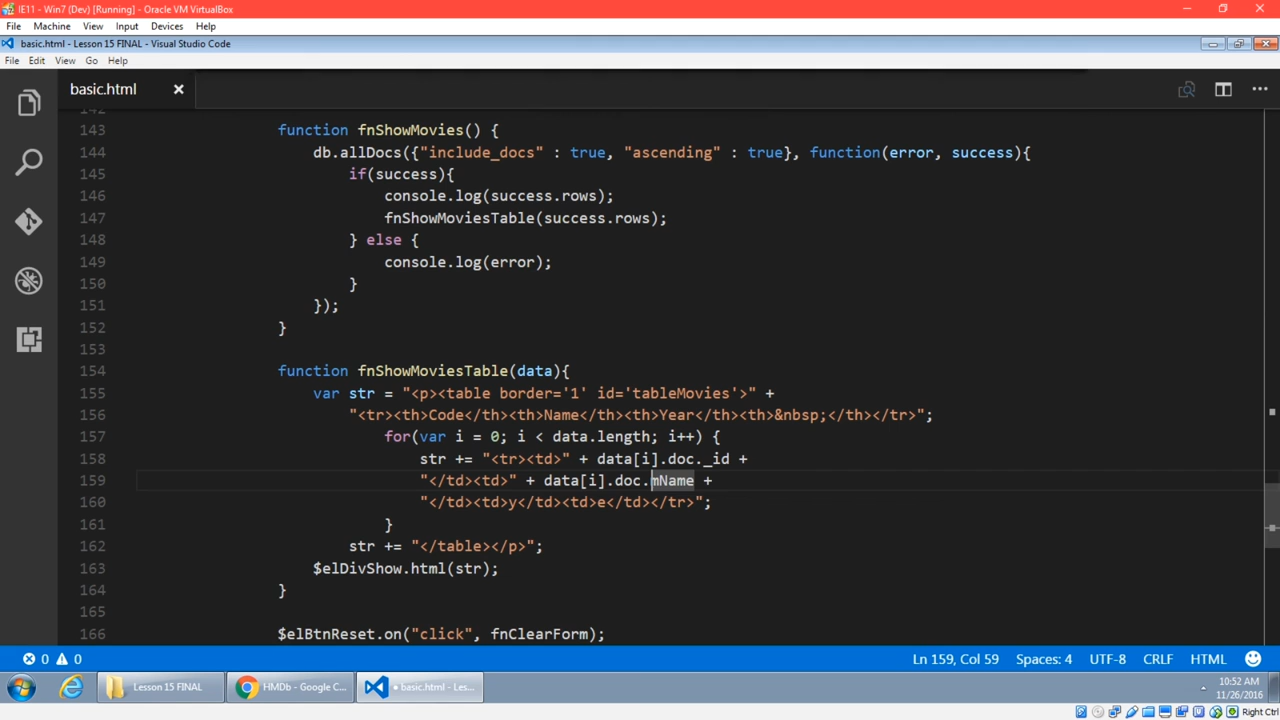 IE11 - Win7 (Dev) [Running] - Oracle VM VirtualBox
File Machine View Input Devices Help
basic.html - Lesson 15 FINAL - Visual Studio Code
File Edit View Go Help
basic.html
142
143 function fnShowMovies() {
144 db.allDocs({"include_docs" : true, "ascending" : true}, function(error, success){
145 if(success){
146 console.log(success.rows);
147 fnShowMoviesTable(success.rows);
148 } else {
149 console.log(error);
150 }
151 });
152 }
153
154 function fnShowMoviesTable(data){
155 var str = "<p><table border='1' id='tableMovies'>" +
156 "<tr><th>Code</th><th>Name</th><th>Year</th><th>&nbsp;</th></tr>";
157 for(var i = 0; i < data.length; i++) {
158 str += "<tr><td>" + data[i].doc._id +
159 "</td><td>" + data[i].doc.mName +
160 "</td><td>y</td><td>e</td></tr>";
161 }
162 str += "</table></p>";
163 $elDivShow.html(str);
164 }
165
166 $elBtnReset.on("click", fnClearForm);
0 0 Ln 159, Col 59 Spaces: 4 UTF-8 CRLF HTML
Lesson 15 FINAL HMDb - Google C... • basic.html - Les... 10:52 AM
11/26/2016
Right Ctrl